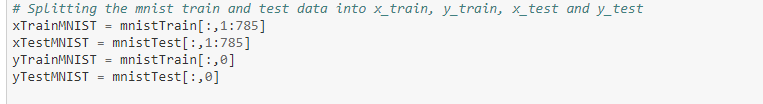 # Splitting the mnist train and test data into x_train, y_train, x_test and y_test
xTrainMNIST = mnistTrain[:,1:785]
xTestMNIST = mnistTest[:,1:785]
yTrainMNIST = mnistTrain[:,0]
yTestMNIST = mnistTest[:,0]